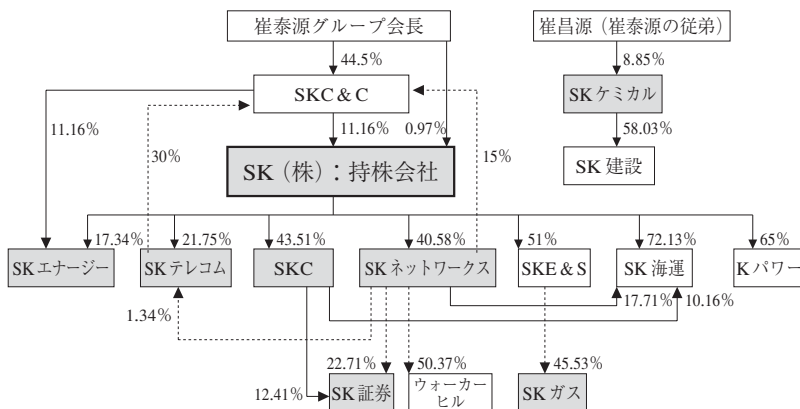 崔泰源グループ会長
崔昌源（崔泰源の従弟）
44.5%
8.85%
SKC＆C
SKケミカル
11.16%
30%
11.16%
0.97%
15%
58.03%
SK（株）：持株会社
SK建設
17.34%
21.75%
43.51%
40.58%
51%
72.13%
65%
SKエナージー
SKテレコム
SKC
SKネットワークス
SKE＆S
SK海運
Kパワー
1.34%
17.71%
10.16%
22.71%
50.37%
45.53%
12.41%
SK証券
ウォーカー
ヒル
SKガス